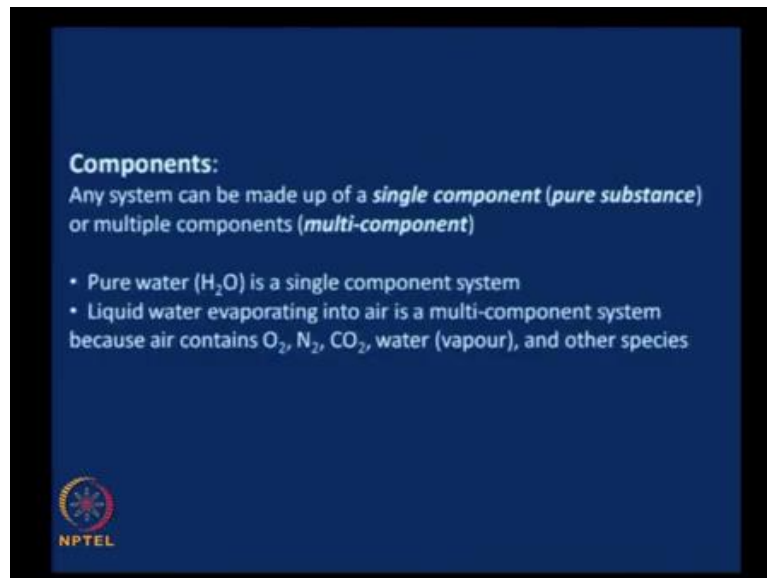 Components:
Any system can be made up of a single component (pure substance)
or multiple components (multi-component)
• Pure water (H₂O) is a single component system
• Liquid water evaporating into air is a multi-component system
because air contains O₂, N₂, CO₂, water (vapour), and other species
NPTEL